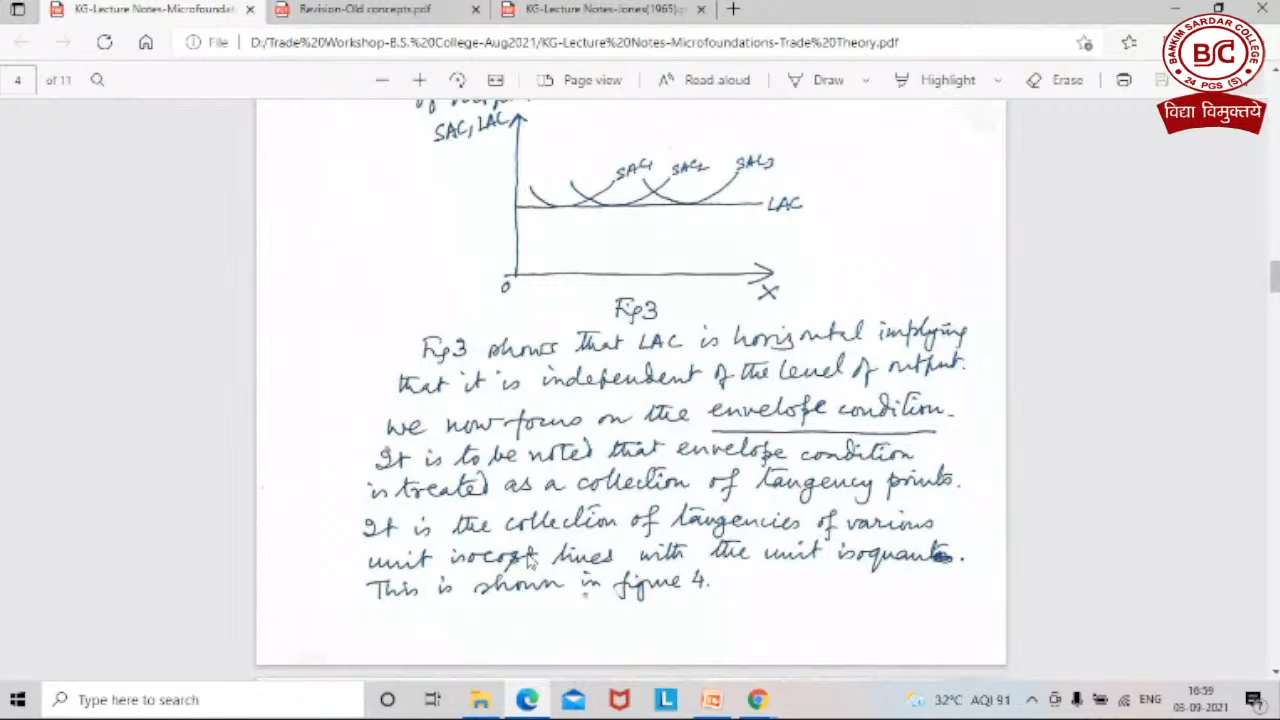 KG-Lecture Notes-Microfoundat
Revision-Old concepts.pdf
KG-Lecture Notes-Jones(1965)
File
D:/Trade%20Workshop-B.S.%20College-Aug2021/KG-Lecture%20Notes-Microfoundations-Trade%20Theory.pdf
4 of 11
Page view
Read aloud
Draw
Highlight
Erase
BANKIM SARDAR COLLEGE
BSC
24 PGS (S)
विद्या विमुक्तये
SAC, LAC
SAC1
SAC2
SAC3
LAC
0
X
Fig 3
Fig 3 shows that LAC is horizontal implying
that it is independent of the level of output.
We now focus on the envelope condition.
It is to be noted that envelope condition
is treated as a collection of tangency points.
It is the collection of tangencies of various
unit isocost lines with the unit isoquants.
This is shown in figure 4.
Type here to search
32°C AQI 91
ENG
16:59
03-09-2021